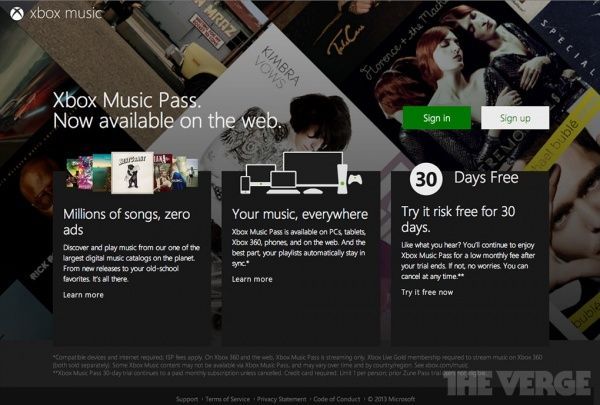 xbox music
JASON MRAZ
KIMBRA
VOWS
Florence + the Mach
SPECIAL
Xbox Music Pass.
Now available on the web.
Sign in
Sign up
michael bublé
30 Days Free
Millions of songs, zero
ads
Discover and play music from our one of the
largest digital music catalogs on the planet.
From new releases to your old-school
favorites. It's all there.
Learn more
Your music, everywhere
Xbox Music Pass is available on PCs, tablets,
Xbox 360, phones, and on the web. And the
best part, your playlists automatically stay in
sync.*
Learn more
Try it risk free for 30
days.
Like what you hear? You'll continue to enjoy
Xbox Music Pass for a low monthly fee after
your trial ends. If not, no worries. You can
cancel at any time.**
Try it free now
*Compatible devices and internet required; ISP fees apply. On Xbox 360 and the web, Xbox Music Pass is streaming only. Xbox Live Gold membership required to stream music on Xbox 360
(both sold separately). Some Xbox Music content may not be available via Xbox Music Pass, and may vary over time and by country/region. See xbox.com/music.
**Xbox Music Pass 30-day trial continues to a paid monthly subscription unless cancelled. Credit card required. Limit 1 per person; prior Zune Pass trial users not eligible.
THE VERGE
Support · Terms of Service · Privacy Statement · Code of Conduct · © 2013 Microsoft